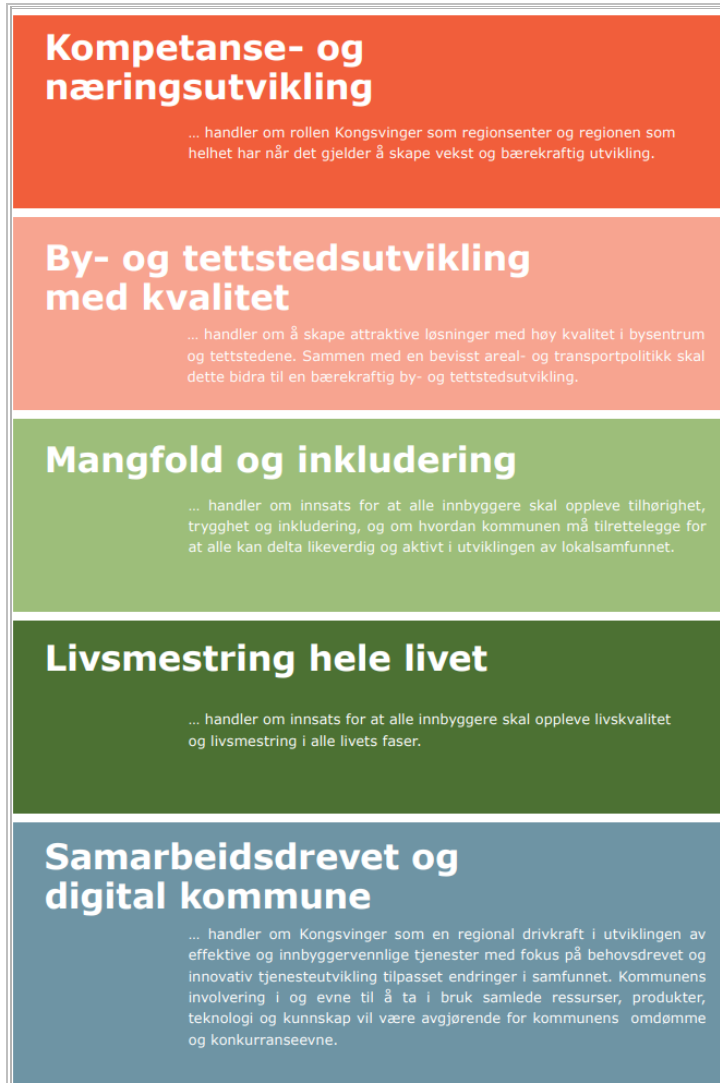 Kompetanse- og
næringsutvikling
... handler om rollen Kongsvinger som regionsenter og regionen som
helhet har når det gjelder å skape vekst og bærekraftig utvikling.
By- og tettstedsutvikling
med kvalitet
... handler om å skape attraktive løsninger med høy kvalitet i bysentrum
og tettstedene. Sammen med en bevisst areal- og transportpolitikk skal
dette bidra til en bærekraftig by- og tettstedsutvikling.
Mangfold og inkludering
... handler om innsats for at alle innbyggere skal oppleve tilhørighet,
trygghet og inkludering, og om hvordan kommunen må tilrettelegge for
at alle kan delta likeverdig og aktivt i utviklingen av lokalsamfunnet.
Livsmestring hele livet
... handler om innsats for at alle innbyggere skal oppleve livskvalitet
og livsmestring i alle livets faser.
Samarbeidsdrevet og
digital kommune
... handler om Kongsvinger som en regional drivkraft i utviklingen av
effektive og innbyggervennlige tjenester med fokus på behovsdrevet og
innovativ tjenesteutvikling tilpasset endringer i samfunnet. Kommunens
involvering i og evne til å ta i bruk samlede ressurser, produkter,
teknologi og kunnskap vil være avgjørende for kommunens omdømme
og konkurranseevne.